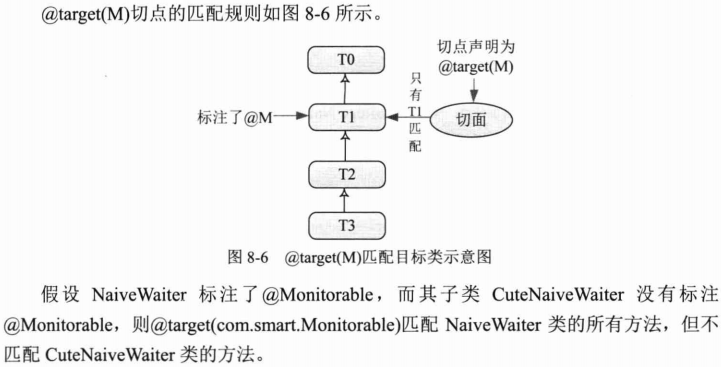 @target(M)切点的匹配规则如图 8-6 所示。
切点声明为
@target(M)
T0
只有T1匹配
标注了@M
T1
切面
T2
T3
图 8-6 @target(M)匹配目标类示意图
假设 NaiveWaiter 标注了@Monitorable，而其子类 CuteNaiveWaiter 没有标注
@Monitorable，则@target(com.smart.Monitorable)匹配 NaiveWaiter 类的所有方法，但不
匹配 CuteNaiveWaiter 类的方法。